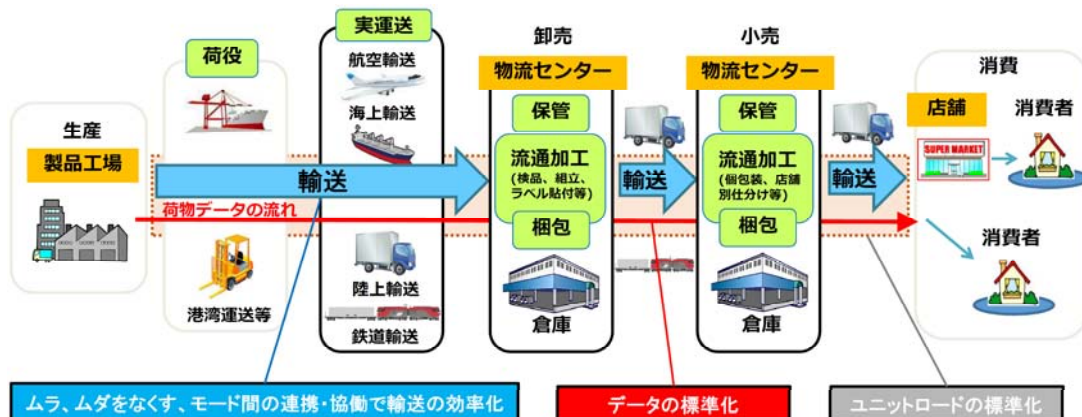 生産
製品工場
荷役
港湾運送等
実運送
航空輸送
海上輸送
陸上輸送
鉄道輸送
輸送
荷物データの流れ
卸売
物流センター
保管
流通加工
(検品、組立、
ラベル貼付等)
梱包
倉庫
輸送
小売
物流センター
保管
流通加工
(個包装、店舗
別仕分け等)
梱包
倉庫
輸送
消費
店舗
SUPER MARKET
消費者
消費者
ムラ、ムダをなくす、モード間の連携・協働で輸送の効率化
データの標準化
ユニットロードの標準化